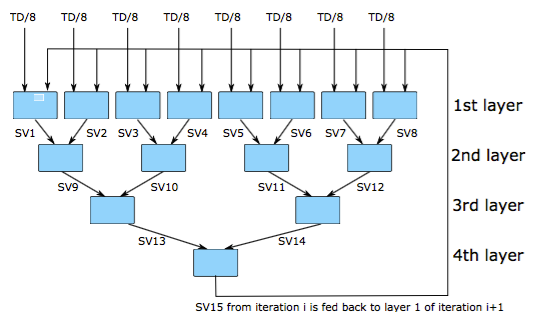 TD/8 TD/8 TD/8 TD/8 TD/8 TD/8 TD/8 TD/8
1st layer
SV1 SV2 SV3 SV4 SV5 SV6 SV7 SV8
2nd layer
SV9 SV10 SV11 SV12
3rd layer
SV13 SV14
4th layer
SV15 from iteration i is fed back to layer 1 of iteration i+1